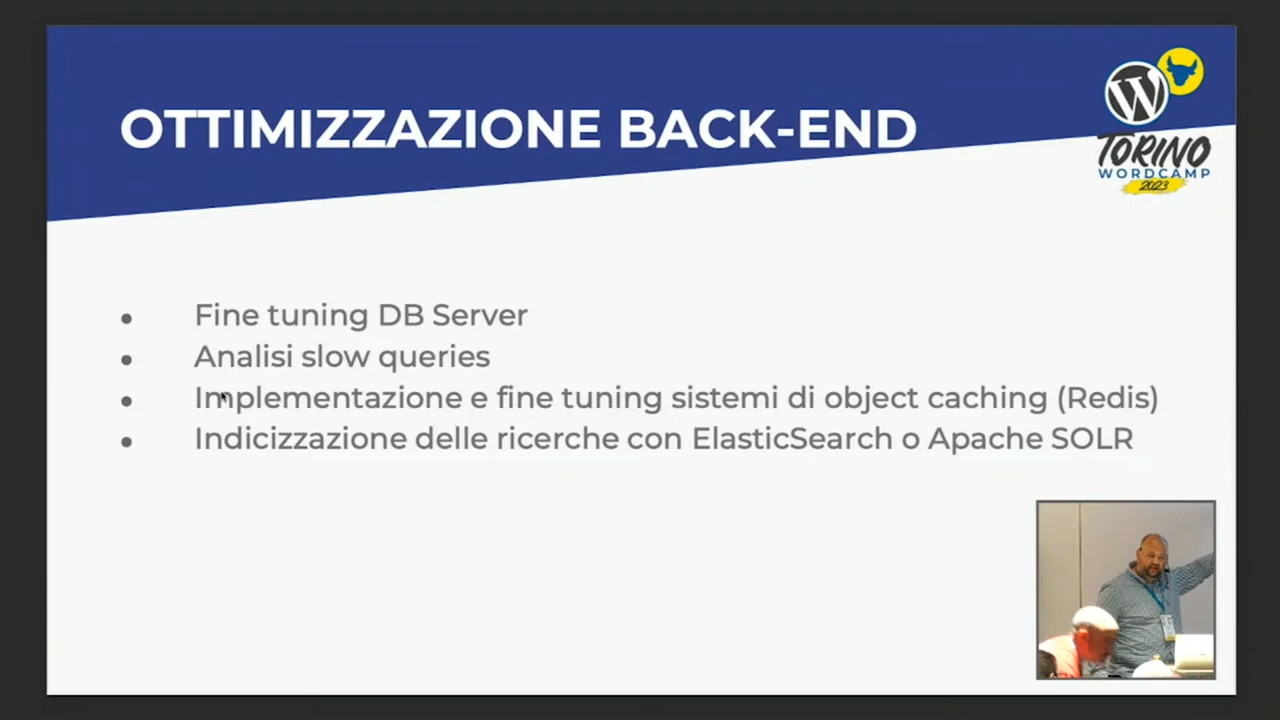 OTTIMIZZAZIONE BACK-END
TORINO
WORDCAMP
2023
Fine tuning DB Server
Analisi slow queries
Implementazione e fine tuning sistemi di object caching (Redis)
Indicizzazione delle ricerche con ElasticSearch o Apache SOLR